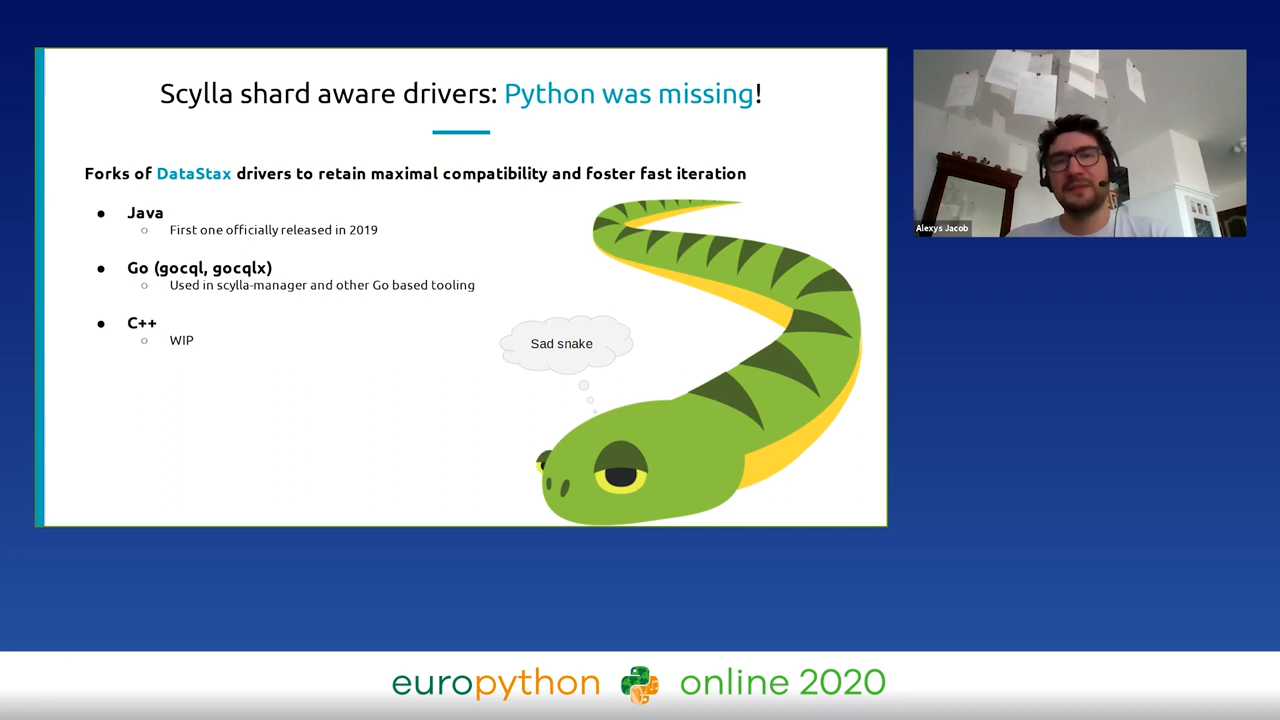 Scylla shard aware drivers: Python was missing!
Forks of DataStax drivers to retain maximal compatibility and foster fast iteration
● Java
○ First one officially released in 2019
● Go (gocql, gocqlx)
○ Used in scylla-manager and other Go based tooling
● C++
○ WIP
Sad snake
Alexys Jacob
europython online 2020